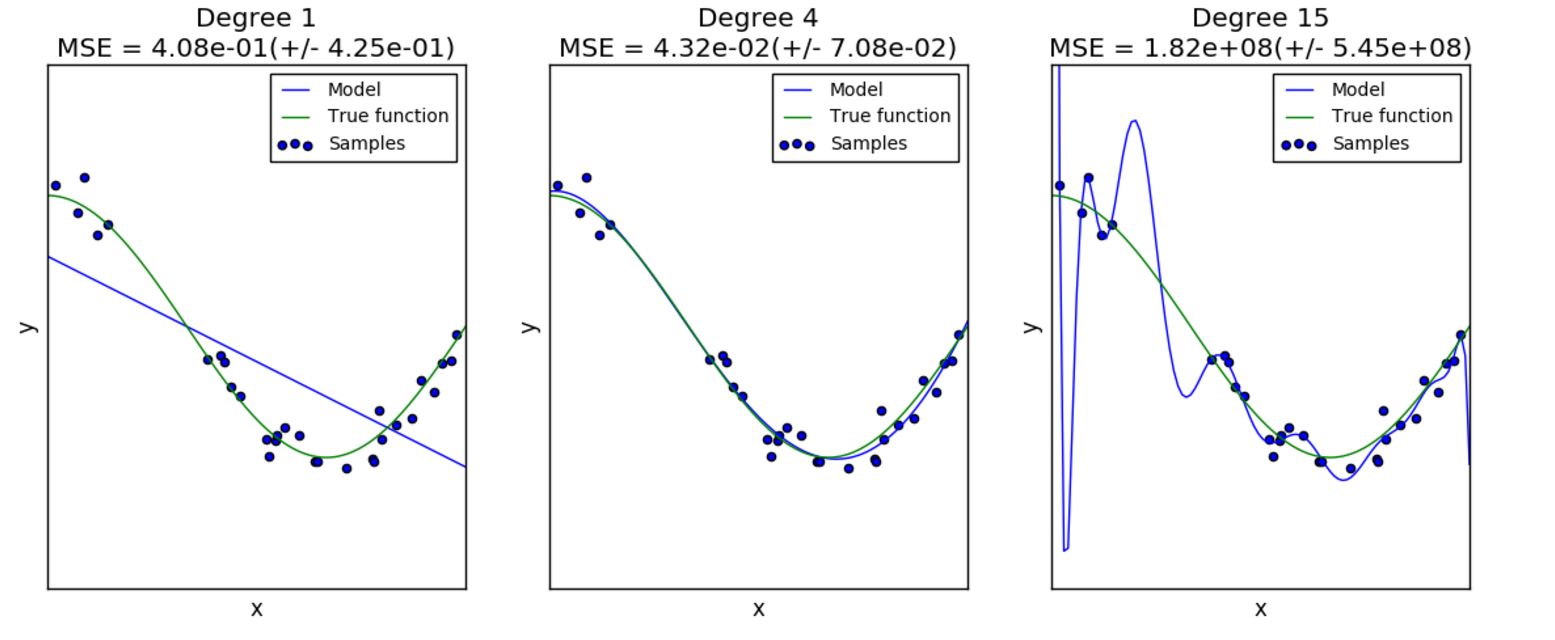 Degree 1
MSE = 4.08e-01(+/- 4.25e-01)
Model
True function
Samples
y
x
Degree 4
MSE = 4.32e-02(+/- 7.08e-02)
Model
True function
Samples
y
x
Degree 15
MSE = 1.82e+08(+/- 5.45e+08)
Model
True function
Samples
y
x